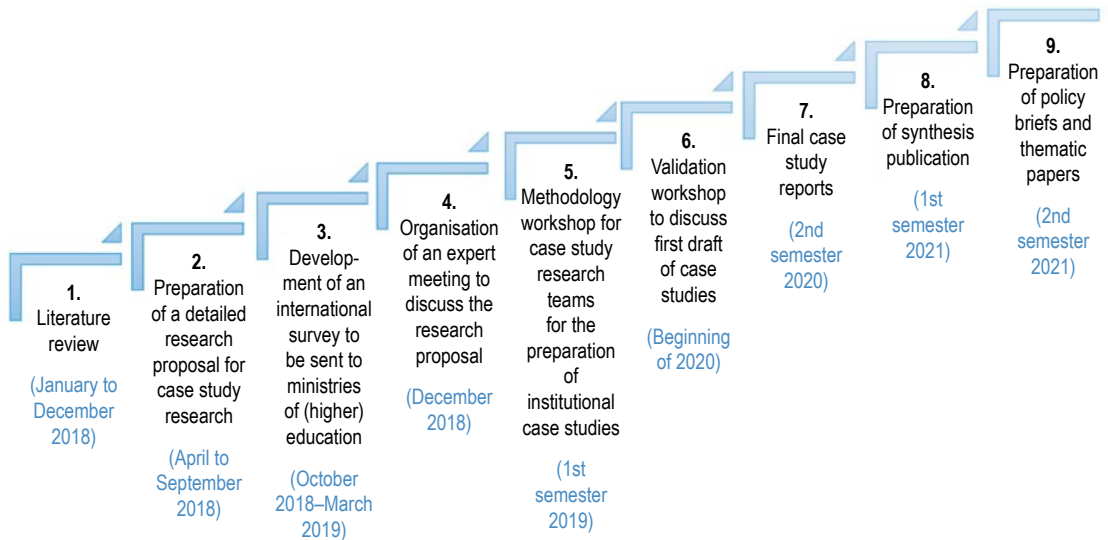 1.
Literature
review
(January to
December
2018)
2.
Preparation
of a detailed
research
proposal for
case study
research
(April to
September
2018)
3.
Develop-
ment of an
international
survey to
be sent to
ministries
of (higher)
education
(October
2018–March
2019)
4.
Organisation
of an expert
meeting to
discuss the
research
proposal
(December
2018)
5.
Methodology
workshop for
case study
research
teams
for the
preparation
of
institutional
case studies
(1st
semester
2019)
6.
Validation
workshop
to discuss
first draft
of case
studies
(Beginning
of 2020)
7.
Final case
study
reports
(2nd
semester
2020)
8.
Preparation
of synthesis
publication
(1st
semester
2021)
9.
Preparation
of policy
briefs and
thematic
papers
(2nd
semester
2021)